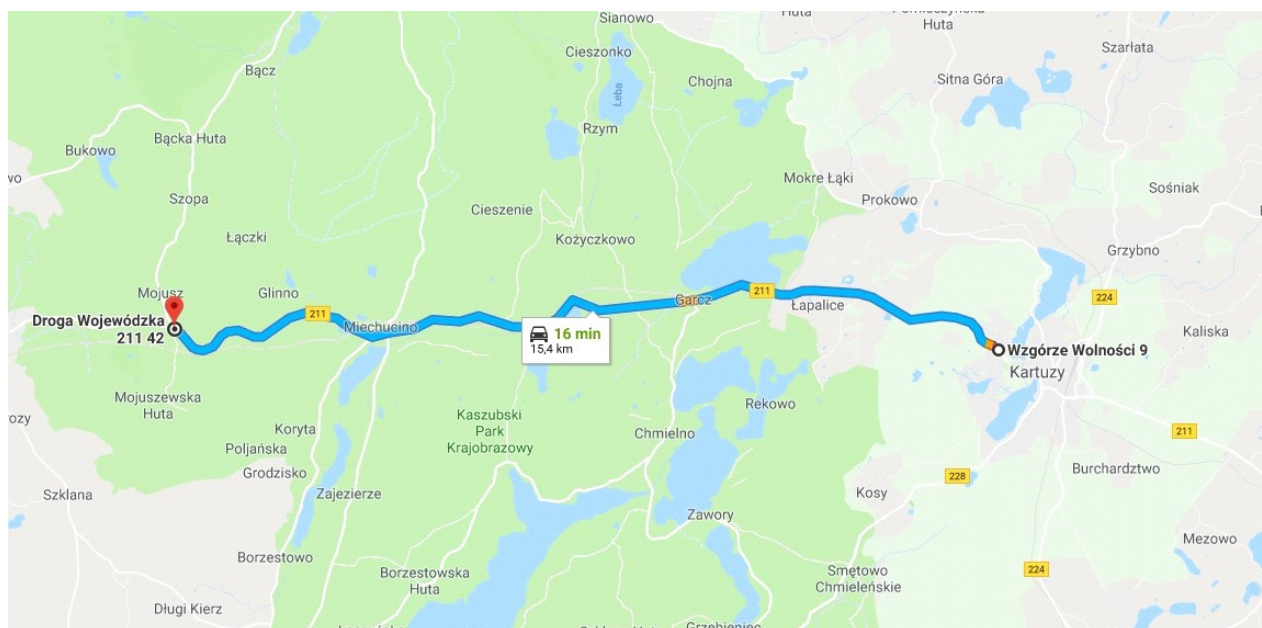 Sianowo
Huta
Huta
Szarłata
Cieszonko
Bącz
Chojna
Sitna Góra
Łeba
Rzym
Bącka Huta
Bukowo
Mokre Łąki
Sośniak
Szopa
Prokowo
Cieszenie
Łączki
Kożyczkowo
Grzybno
Mojusz
Glinno
211
Garcz
211
Łapalice
224
Droga Wojewódzka
211 42
Miechucino
16 min
15,4 km
Kaliska
Wzgórze Wolności 9
Kartuzy
Mojuszewska
Huta
Kaszubski
Park
Krajobrazowy
Rekowo
Koryta
Chmielno
211
Poljańska
Grodzisko
228
Burchardztwo
Szklana
Zajezierze
Kosy
Zawory
Mezowo
Borzestowo
Borzestowska
Huta
Smętowo
Chmieleńskie
224
Długi Kierz